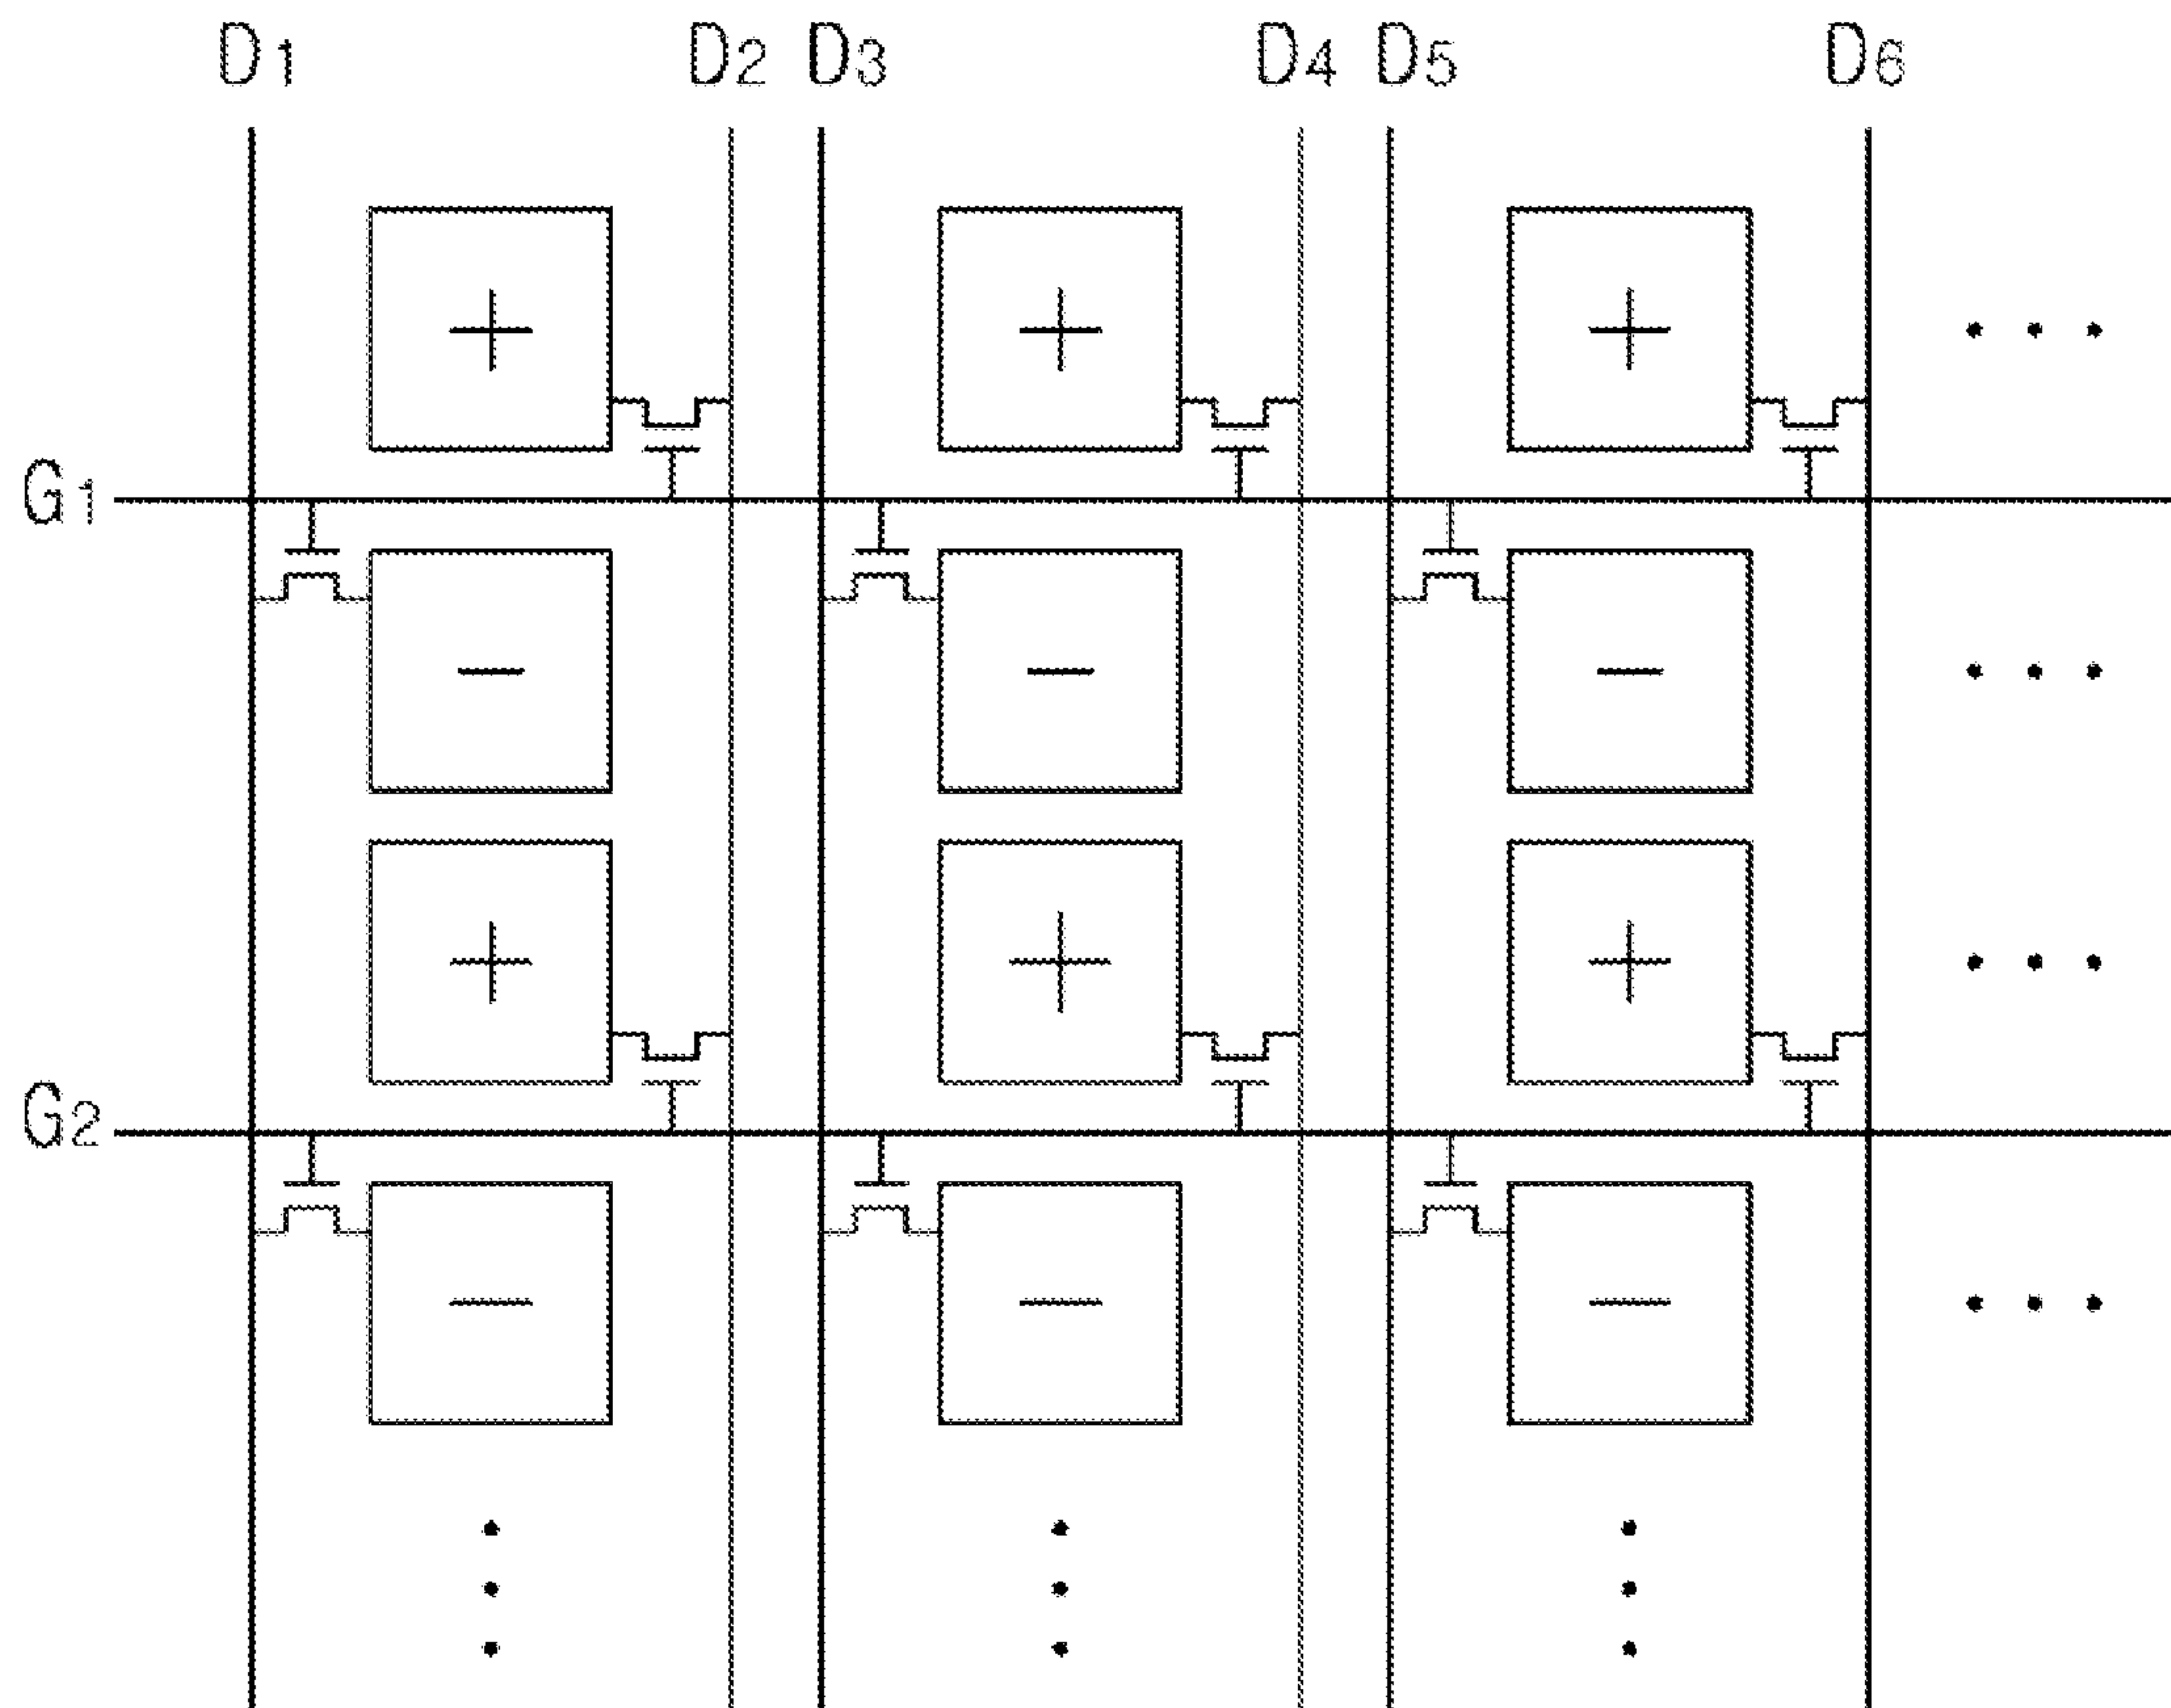 D1 D2 D3 D4 D5 D6
+ + + • • •
G1
− − − • • •
+ + + • • •
G2
− − − • • •